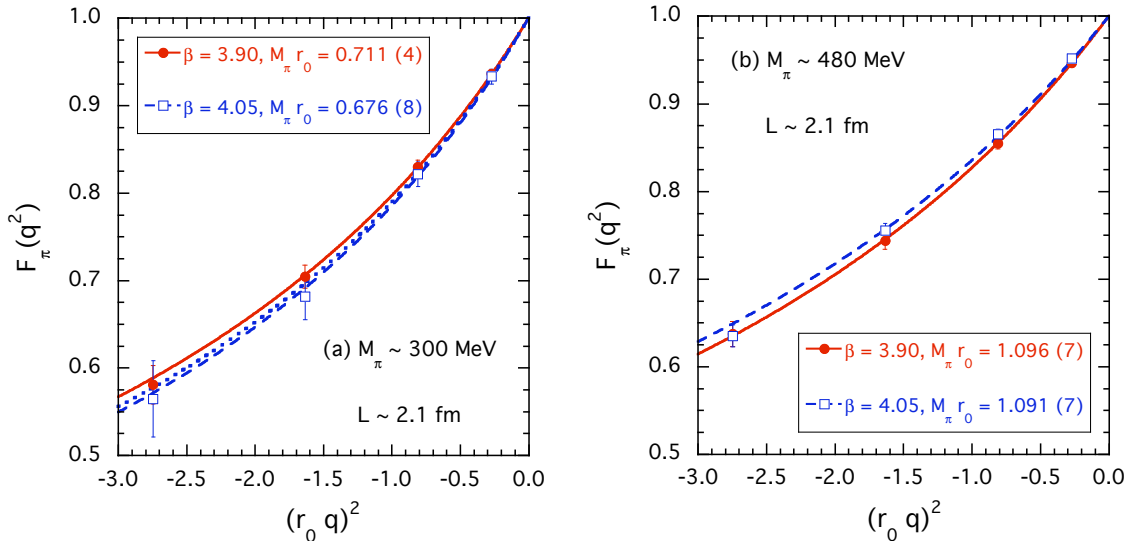 β = 3.90, M_π r_0 = 0.711 (4)
β = 4.05, M_π r_0 = 0.676 (8)
(a) M_π ~ 300 MeV
L ~ 2.1 fm
F_π (q^2)
1.0
0.9
0.8
0.7
0.6
0.5
-3.0 -2.5 -2.0 -1.5 -1.0 -0.5 0.0
(r_0 q)^2
(b) M_π ~ 480 MeV
L ~ 2.1 fm
β = 3.90, M_π r_0 = 1.096 (7)
β = 4.05, M_π r_0 = 1.091 (7)
F_π (q^2)
1.0
0.9
0.8
0.7
0.6
0.5
-3.0 -2.5 -2.0 -1.5 -1.0 -0.5 0.0
(r_0 q)^2